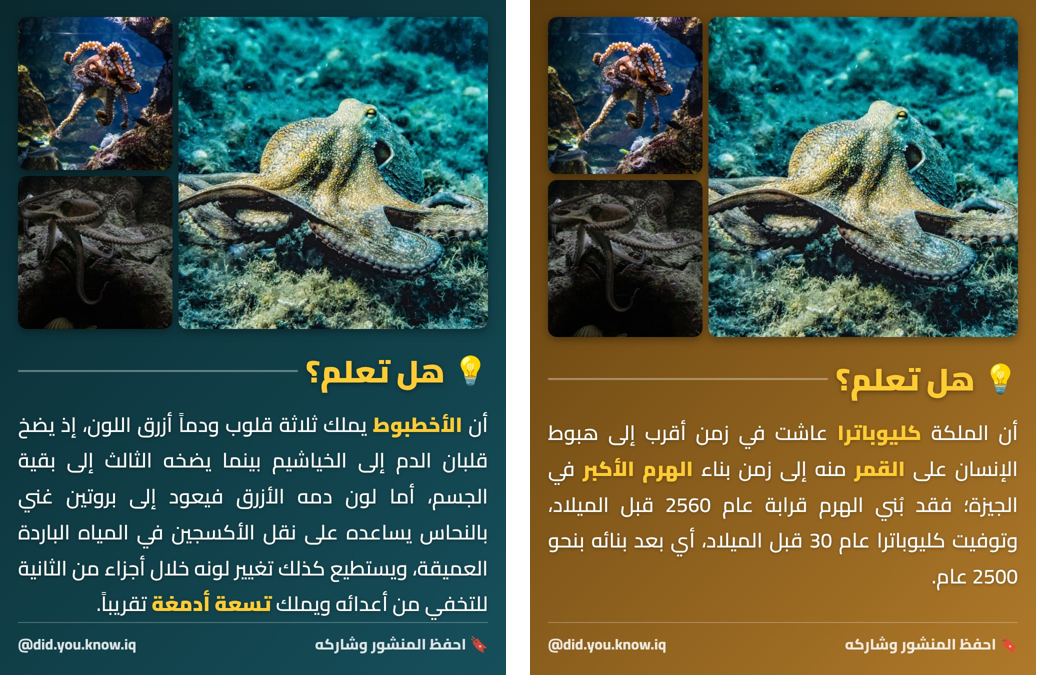 هل تعلم؟
أن الأخطبوط يملك ثلاثة قلوب ودماً أزرق اللون، إذ يضخ
قلبان الدم إلى الخياشيم بينما يضخه الثالث إلى بقية
الجسم، أما لون دمه الأزرق فيعود إلى بروتين غني
بالنحاس يساعده على نقل الأكسجين في المياه الباردة
العميقة، ويستطيع كذلك تغيير لونه خلال أجزاء من الثانية
للتخفي من أعدائه ويملك تسعة أدمغة تقريباً.
احفظ المنشور وشاركه
@did.you.know.iq
هل تعلم؟
أن الملكة كليوباترا عاشت في زمن أقرب إلى هبوط
الإنسان على القمر منه إلى زمن بناء الهرم الأكبر في
الجيزة؛ فقد بُني الهرم قرابة عام 2560 قبل الميلاد،
وتوفيت كليوباترا عام 30 قبل الميلاد، أي بعد بنائه بنحو
2500 عام.
احفظ المنشور وشاركه
@did.you.know.iq